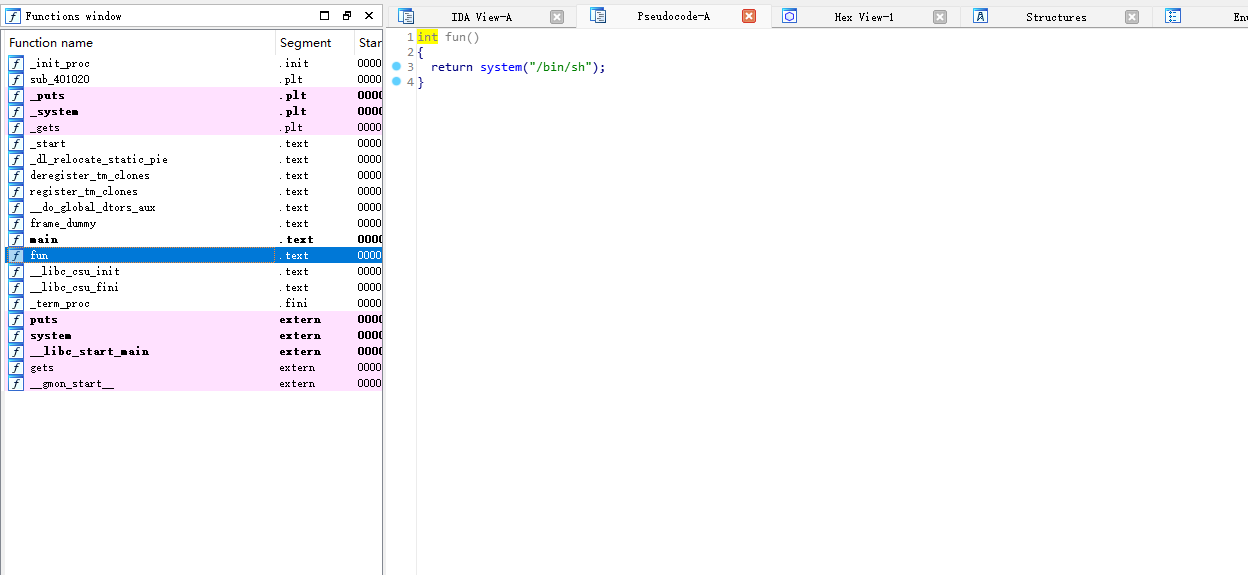 Functions window
Function name Segment Star
f _init_proc .init 0000
f sub_401020 .plt 0000
f _puts .plt 0000
f _system .plt 0000
f _gets .plt 0000
f _start .text 0000
f _dl_relocate_static_pie .text 0000
f deregister_tm_clones .text 0000
f register_tm_clones .text 0000
f __do_global_dtors_aux .text 0000
f frame_dummy .text 0000
f main .text 0000
f fun .text 0000
f __libc_csu_init .text 0000
f __libc_csu_fini .text 0000
f _term_proc .fini 0000
f puts extern 0000
f system extern 0000
f __libc_start_main extern 0000
f gets extern 0000
f __gmon_start__ extern 0000
IDA View-A Pseudocode-A Hex View-1 Structures En
1 int fun()
2 {
3 return system("/bin/sh");
4 }